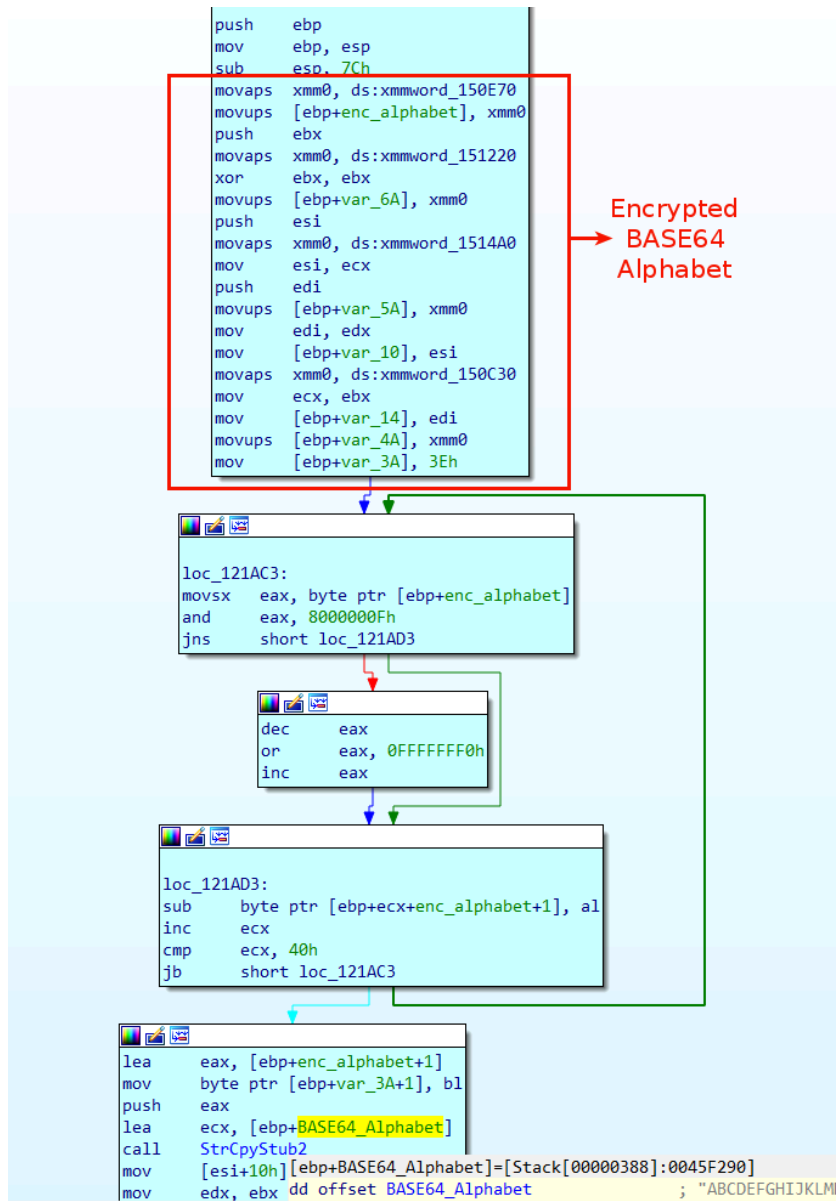 push    ebp
mov     ebp, esp
sub     esp, 7Ch
movaps  xmm0, ds:xmmword_150E70
movups  [ebp+enc_alphabet], xmm0
push    ebx
movaps  xmm0, ds:xmmword_151220
xor     ebx, ebx
movups  [ebp+var_6A], xmm0
push    esi
movaps  xmm0, ds:xmmword_1514A0
mov     esi, ecx
push    edi
movups  [ebp+var_5A], xmm0
mov     edi, edx
mov     [ebp+var_10], esi
movaps  xmm0, ds:xmmword_150C30
mov     ecx, ebx
mov     [ebp+var_14], edi
movups  [ebp+var_4A], xmm0
mov     [ebp+var_3A], 3Eh
Encrypted
BASE64
Alphabet
loc_121AC3:
movsx   eax, byte ptr [ebp+enc_alphabet]
and     eax, 8000000Fh
jns     short loc_121AD3
dec     eax
or      eax, 0FFFFFFF0h
inc     eax
loc_121AD3:
sub     byte ptr [ebp+ecx+enc_alphabet+1], al
inc     ecx
cmp     ecx, 40h
jb      short loc_121AC3
lea     eax, [ebp+enc_alphabet+1]
mov     byte ptr [ebp+var_3A+1], bl
push    eax
lea     ecx, [ebp+BASE64_Alphabet]
call    StrCpyStub2
mov     [esi+10h]
[ebp+BASE64_Alphabet]=[Stack[00000388]:0045F290]
mov     edx, ebx
dd offset BASE64_Alphabet                ; "ABCDEFGHIJKLM